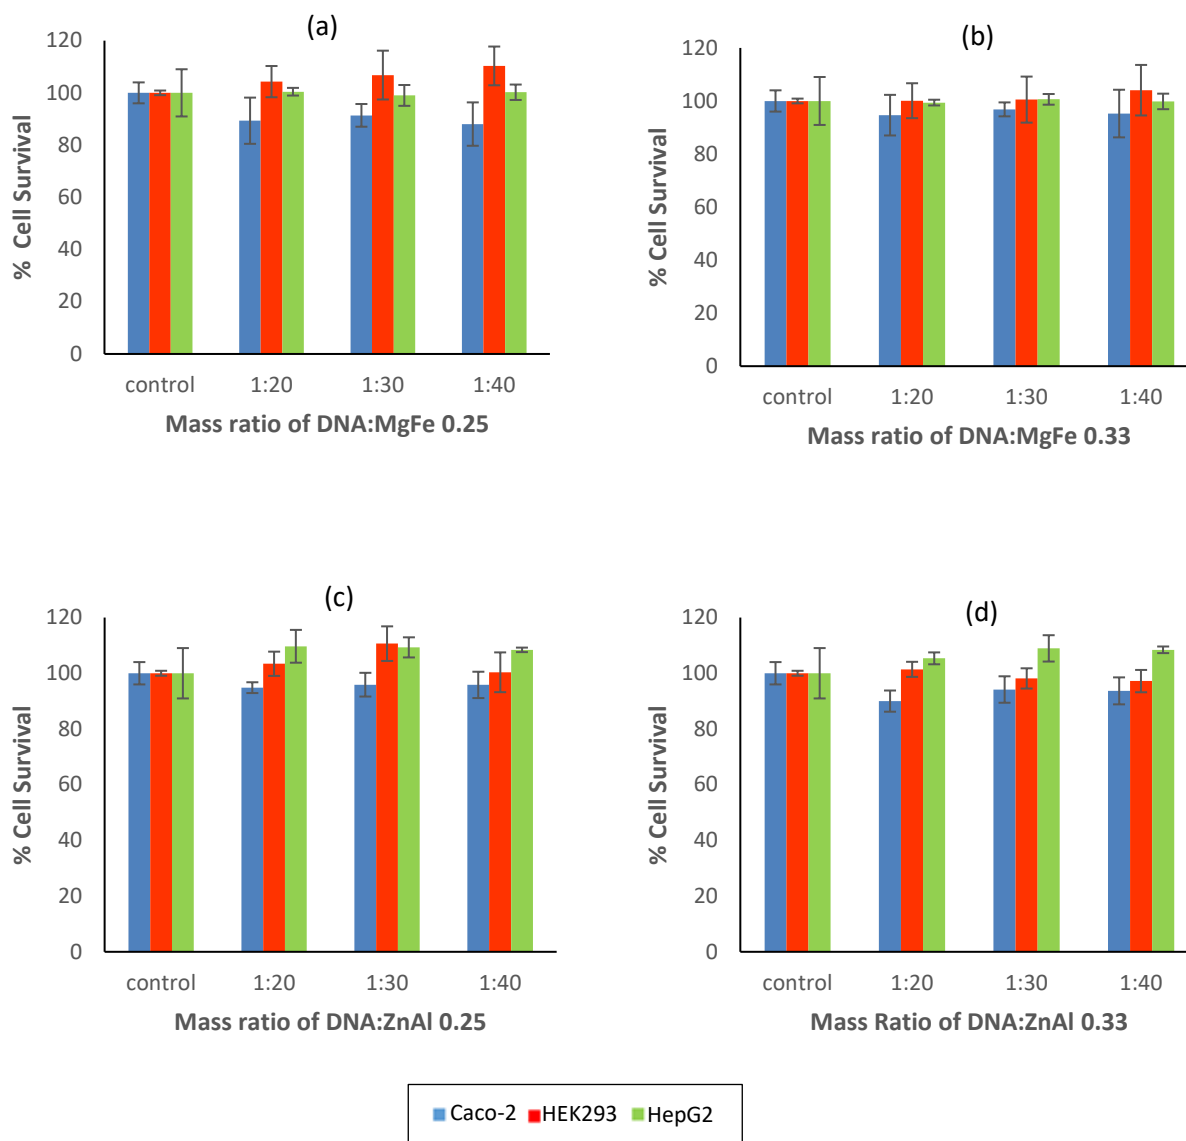 (a)
120
100
80
60
40
20
0
% Cell Survival
control 1:20 1:30 1:40
Mass ratio of DNA:MgFe 0.25
(b)
120
100
80
60
40
20
0
% Cell Survival
control 1:20 1:30 1:40
Mass ratio of DNA:MgFe 0.33
(c)
120
100
80
60
40
20
0
% Cell Survival
control 1:20 1:30 1:40
Mass ratio of DNA:ZnAl 0.25
(d)
120
100
80
60
40
20
0
% Cell Survival
control 1:20 1:30 1:40
Mass Ratio of DNA:ZnAl 0.33
Caco-2 HEK293 HepG2